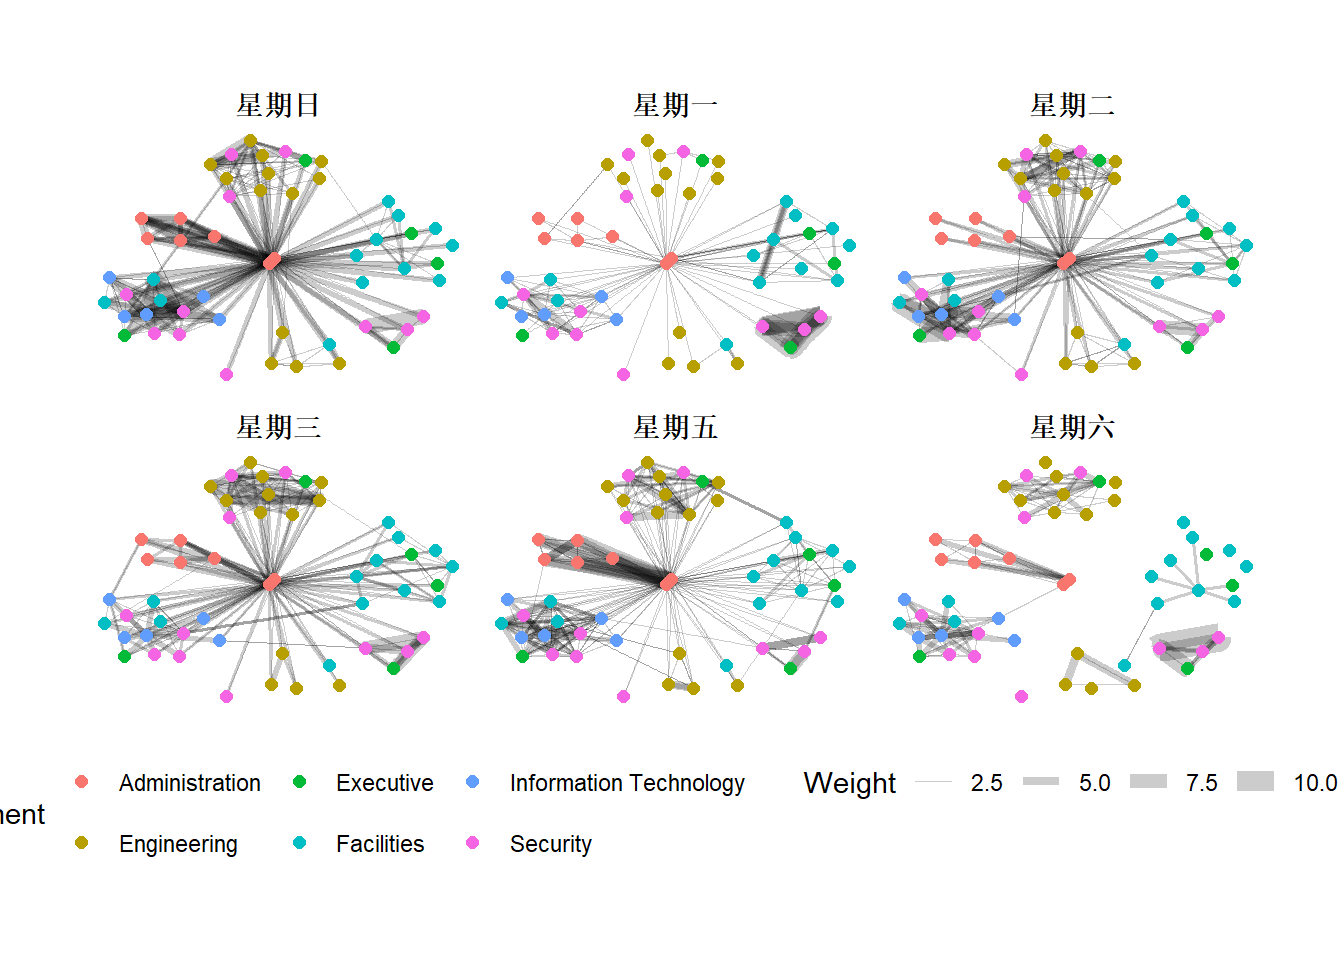 星期日 星期一 星期二
星期三 星期五 星期六
Administration Executive Information Technology Weight 2.5 5.0 7.5 10.0
Engineering Facilities Security